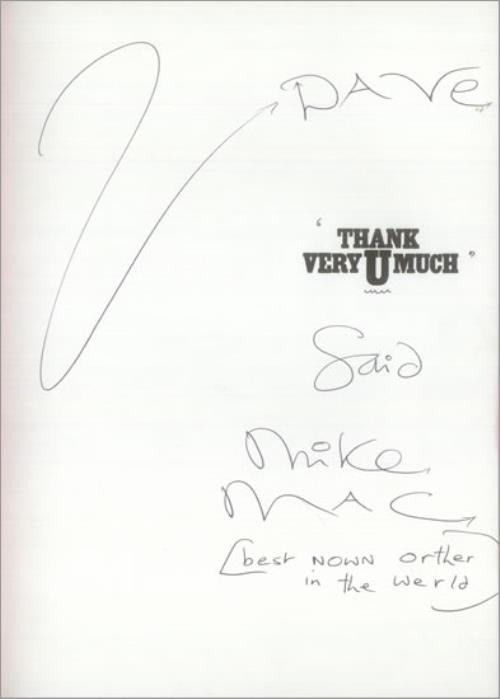 DAVE
' THANK
VERY U MUCH "
Said
Mike
MAC
(best NOWN orther
in the werld)